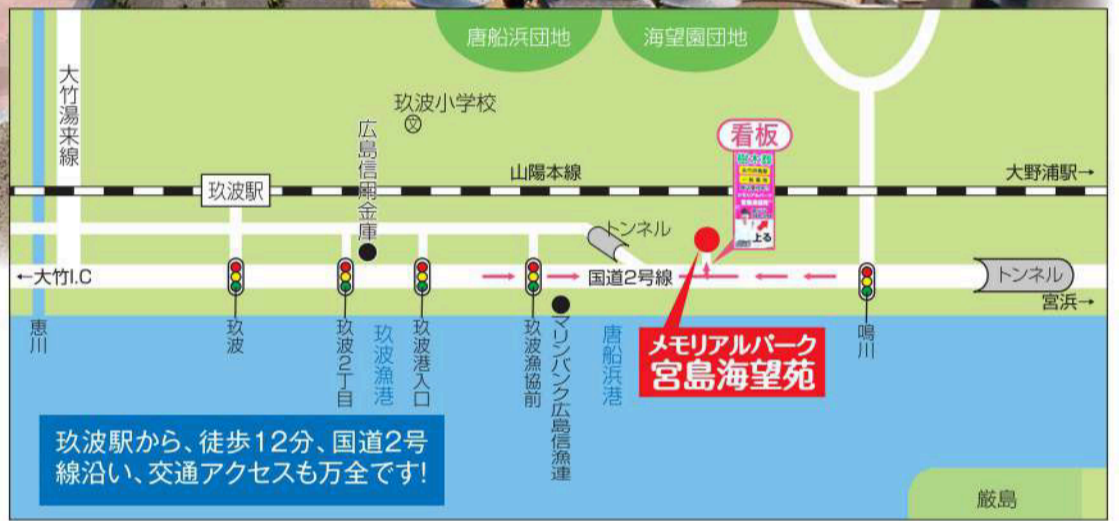 唐船浜団地
海望園団地
大竹湯来線
玖波小学校
文
広島信用金庫
看板
樹木葬
上る
山陽本線
大野浦駅→
玖波駅
トンネル
←大竹I.C
国道2号線
トンネル
宮浜→
恵川
玖波
玖波2丁目
玖波漁港
玖波港入口
玖波漁協前
マリンバンク広島信漁連
唐船浜港
鳴川
メモリアルパーク
宮島海望苑
玖波駅から、徒歩12分、国道2号
線沿い、交通アクセスも万全です!
厳島